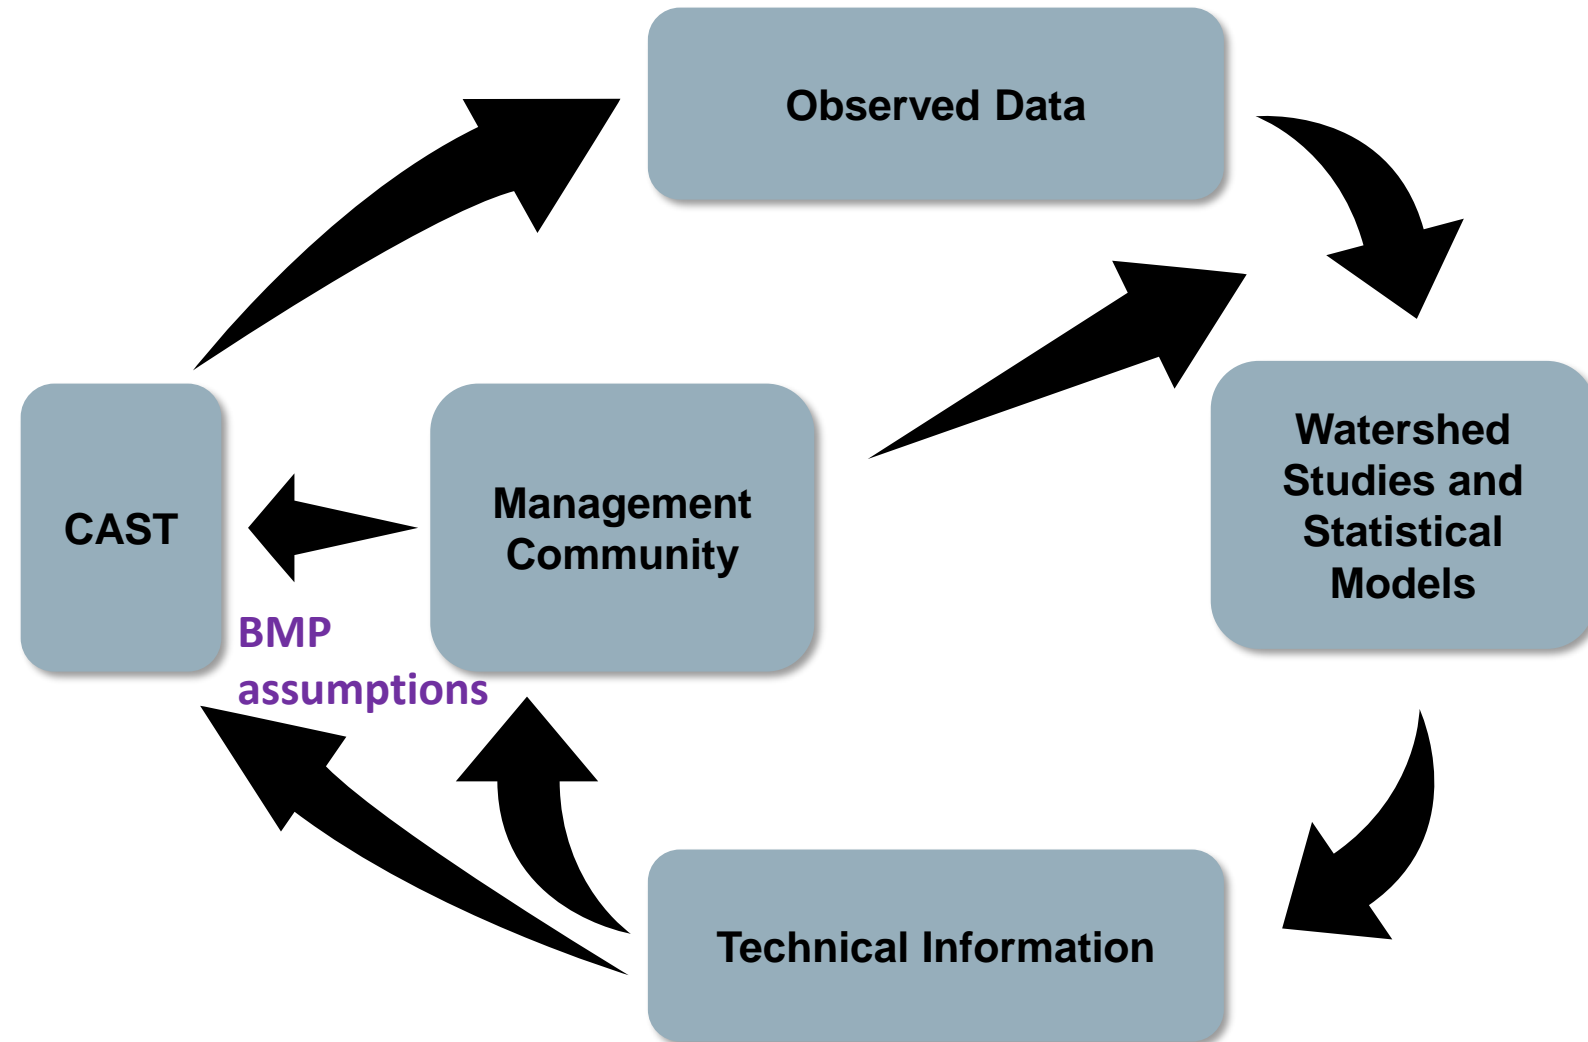 Observed Data
CAST
Management
Community
Watershed
Studies and
Statistical
Models
BMP
assumptions
Technical Information